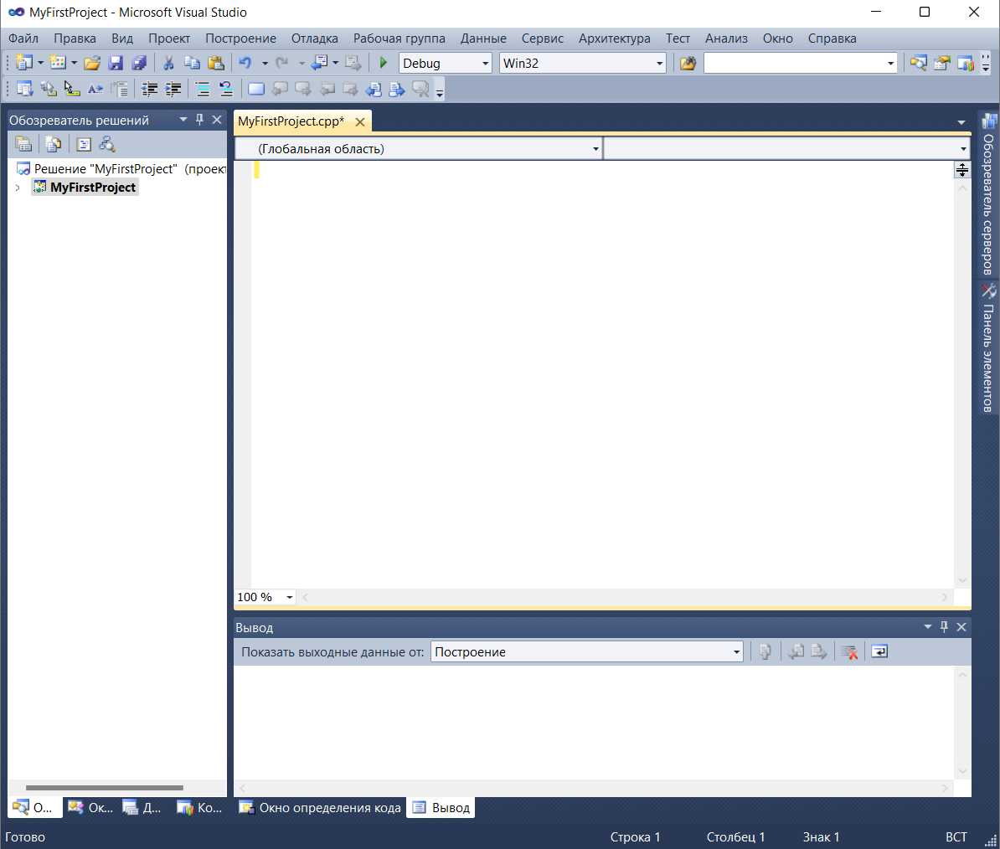 MyFirstProject - Microsoft Visual Studio
Файл Правка Вид Проект Построение Отладка Рабочая группа Данные Сервис Архитектура Тест Анализ Окно Справка
Debug Win32
Обозреватель решений
Решение "MyFirstProject" (проект
MyFirstProject
MyFirstProject.cpp*
(Глобальная область)
100 %
Вывод
Показать выходные данные от: Построение
Обозреватель серверов
Панель элементов
О... Ок... Д... Ко... Окно определения кода Вывод
Готово Строка 1 Столбец 1 Знак 1 ВСТ